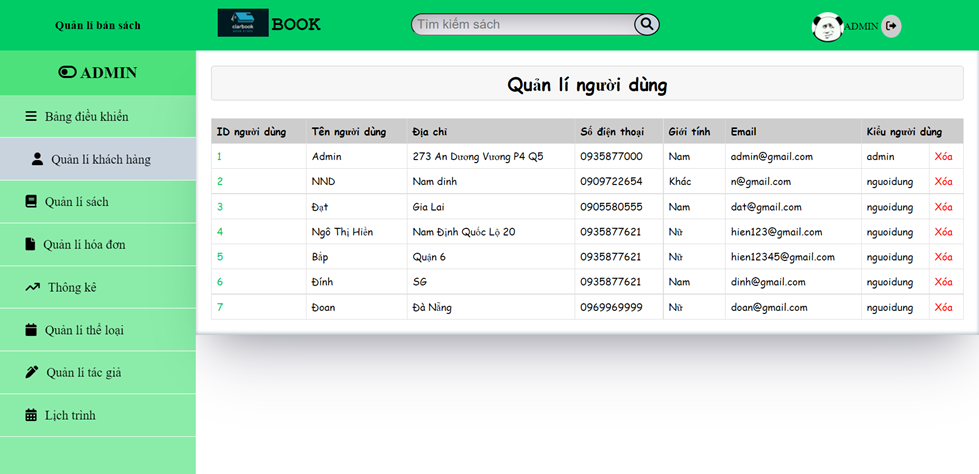 Quản lí bán sách
clarbook
BOOK
Tìm kiếm sách
ADMIN
ADMIN
Bảng điều khiển
Quản lí khách hàng
Quản lí sách
Quản lí hóa đơn
Thống kê
Quản lí thể loại
Quản lí tác giả
Lịch trình
Quản lí người dùng
ID người dùng Tên người dùng Địa chỉ Số điện thoại Giới tính Email Kiểu người dùng
1 Admin 273 An Dương Vương P4 Q5 0935877000 Nam admin@gmail.com admin Xóa
2 NND Nam dinh 0909722654 Khác n@gmail.com nguoidung Xóa
3 Đạt Gia Lai 0905580555 Nam dat@gmail.com nguoidung Xóa
4 Ngô Thị Hiền Nam Định Quốc Lộ 20 0935877621 Nữ hien123@gmail.com nguoidung Xóa
5 Bắp Quận 6 0935877621 Nữ hien12345@gmail.com nguoidung Xóa
6 Đính SG 0935877621 Nam dinh@gmail.com nguoidung Xóa
7 Đoan Đà Nẵng 0969969999 Nữ doan@gmail.com nguoidung Xóa